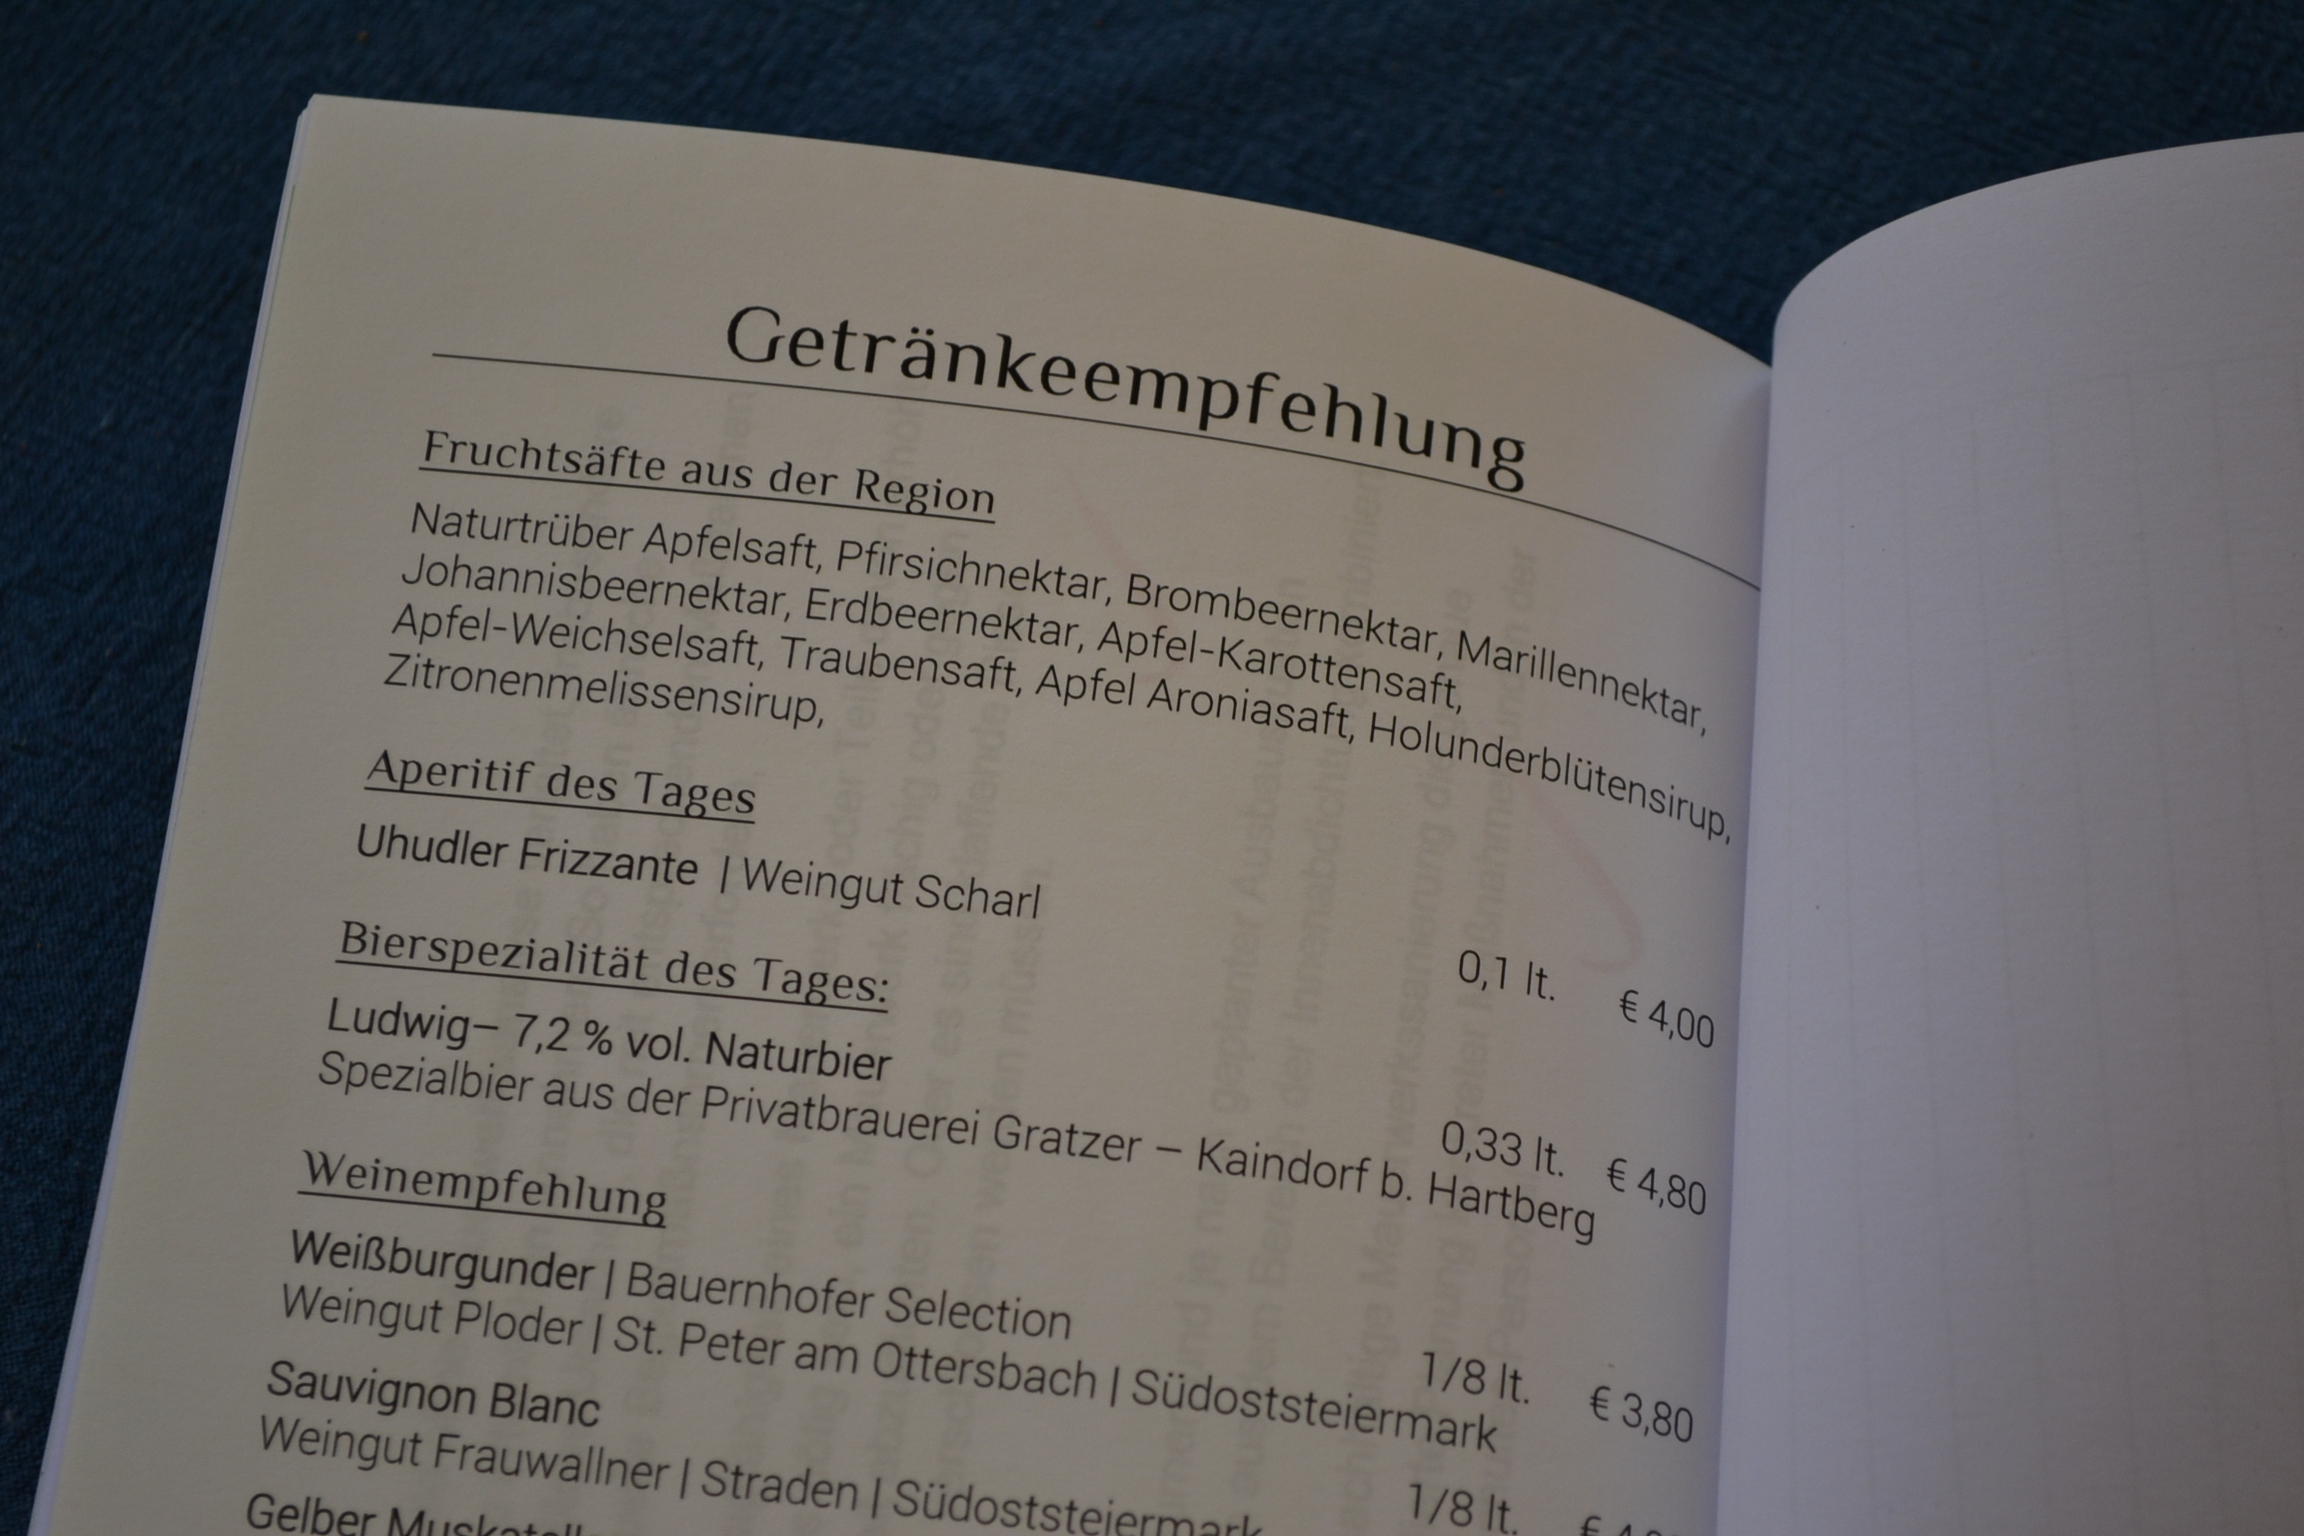 Getränkeempfehlung
Fruchtsäfte aus der Region
Naturtrüber Apfelsaft, Pfirsichnektar, Brombeernektar, Marillennektar,
Johannisbeernektar, Erdbeernektar, Apfel-Karottensaft,
Apfel-Weichselsaft, Traubensaft, Apfel Aroniasaft, Holunderblütensirup,
Zitronenmelissensirup,
Aperitif des Tages
Uhudler Frizzante | Weingut Scharl 0,1 lt. € 4,00
Bierspezialität des Tages:
Ludwig– 7,2 % vol. Naturbier 0,33 lt. € 4,80
Spezialbier aus der Privatbrauerei Gratzer – Kaindorf b. Hartberg
Weinempfehlung
Weißburgunder | Bauernhofer Selection 1/8 lt. € 3,80
Weingut Ploder | St. Peter am Ottersbach | Südoststeiermark
Sauvignon Blanc 1/8 lt. €
Weingut Frauwallner | Straden | Südoststeiermark
Gelber